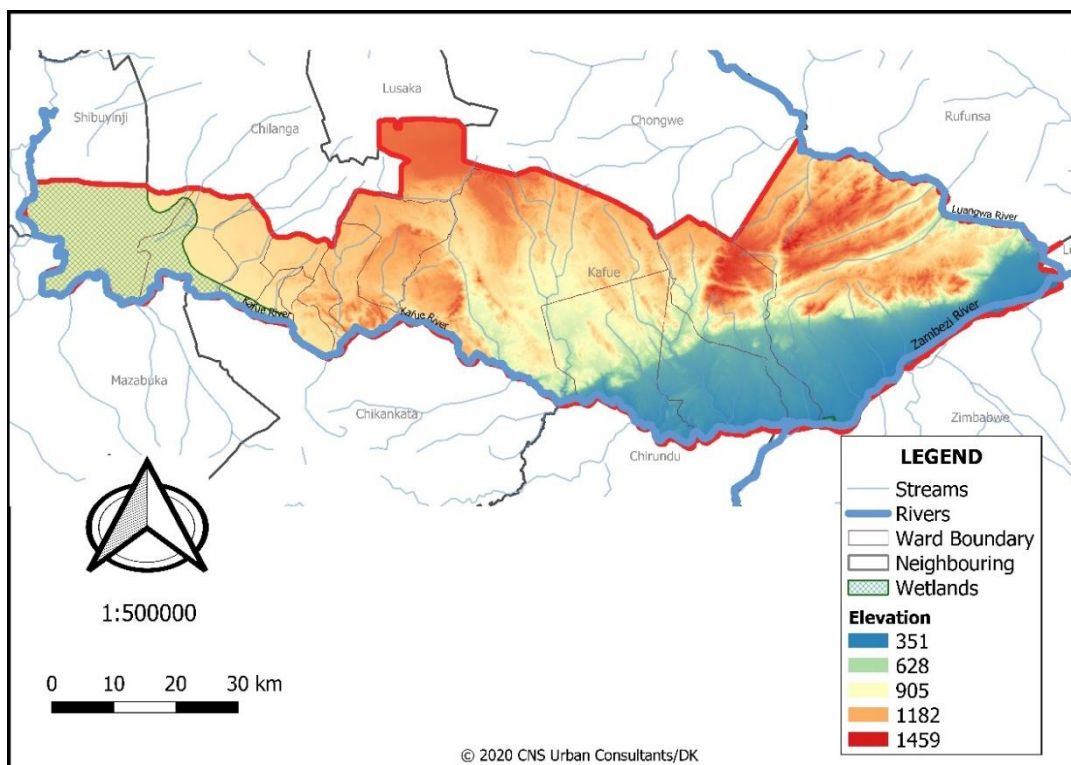 Lusaka
Shibuyinji
Chilanga
Chongwe
Rufunsa
Luangwa River
Lu
Kafue
Kafue River
Kafue River
Zambezi River
Mazabuka
Chikankata
Chirundu
Zimbabwe
LEGEND
Streams
Rivers
Ward Boundary
Neighbouring
Wetlands
Elevation
351
628
905
1182
1459
1:500000
0 10 20 30 km
© 2020 CNS Urban Consultants/DK